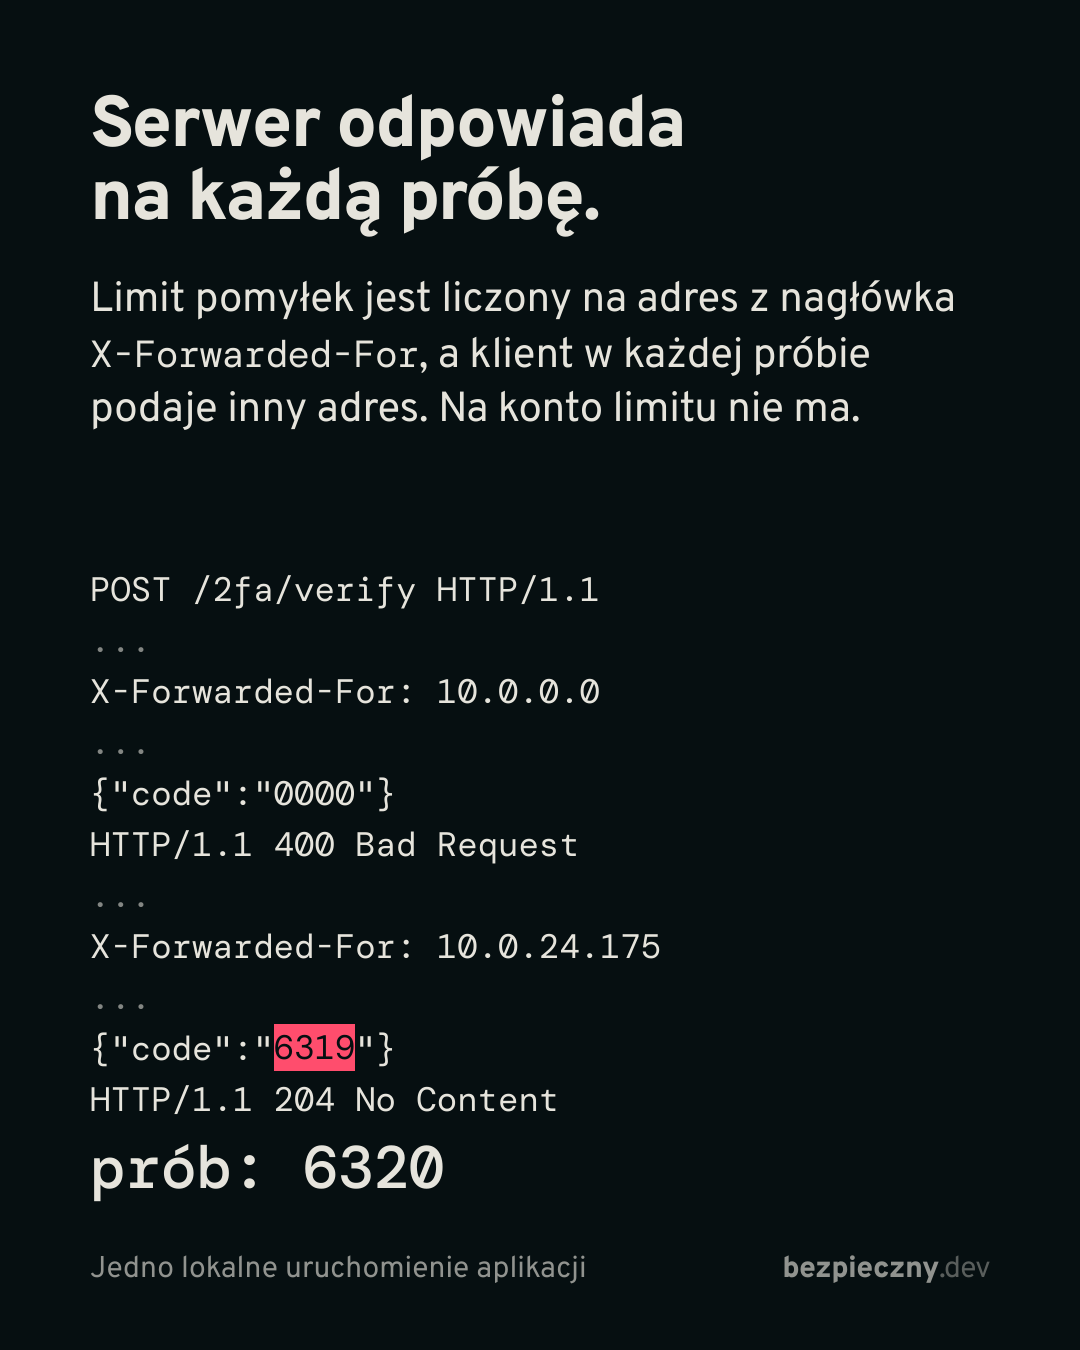 Serwer odpowiada
na każdą próbę.
Limit pomyłek jest liczony na adres z nagłówka
X-Forwarded-For, a klient w każdej próbie
podaje inny adres. Na konto limitu nie ma.
POST /2fa/verify HTTP/1.1
...
X-Forwarded-For: 10.0.0.0
...
{"code":"0000"}
HTTP/1.1 400 Bad Request
...
X-Forwarded-For: 10.0.24.175
...
{"code":"6319"}
HTTP/1.1 204 No Content
prób: 6320
Jedno lokalne uruchomienie aplikacji
bezpieczny.dev